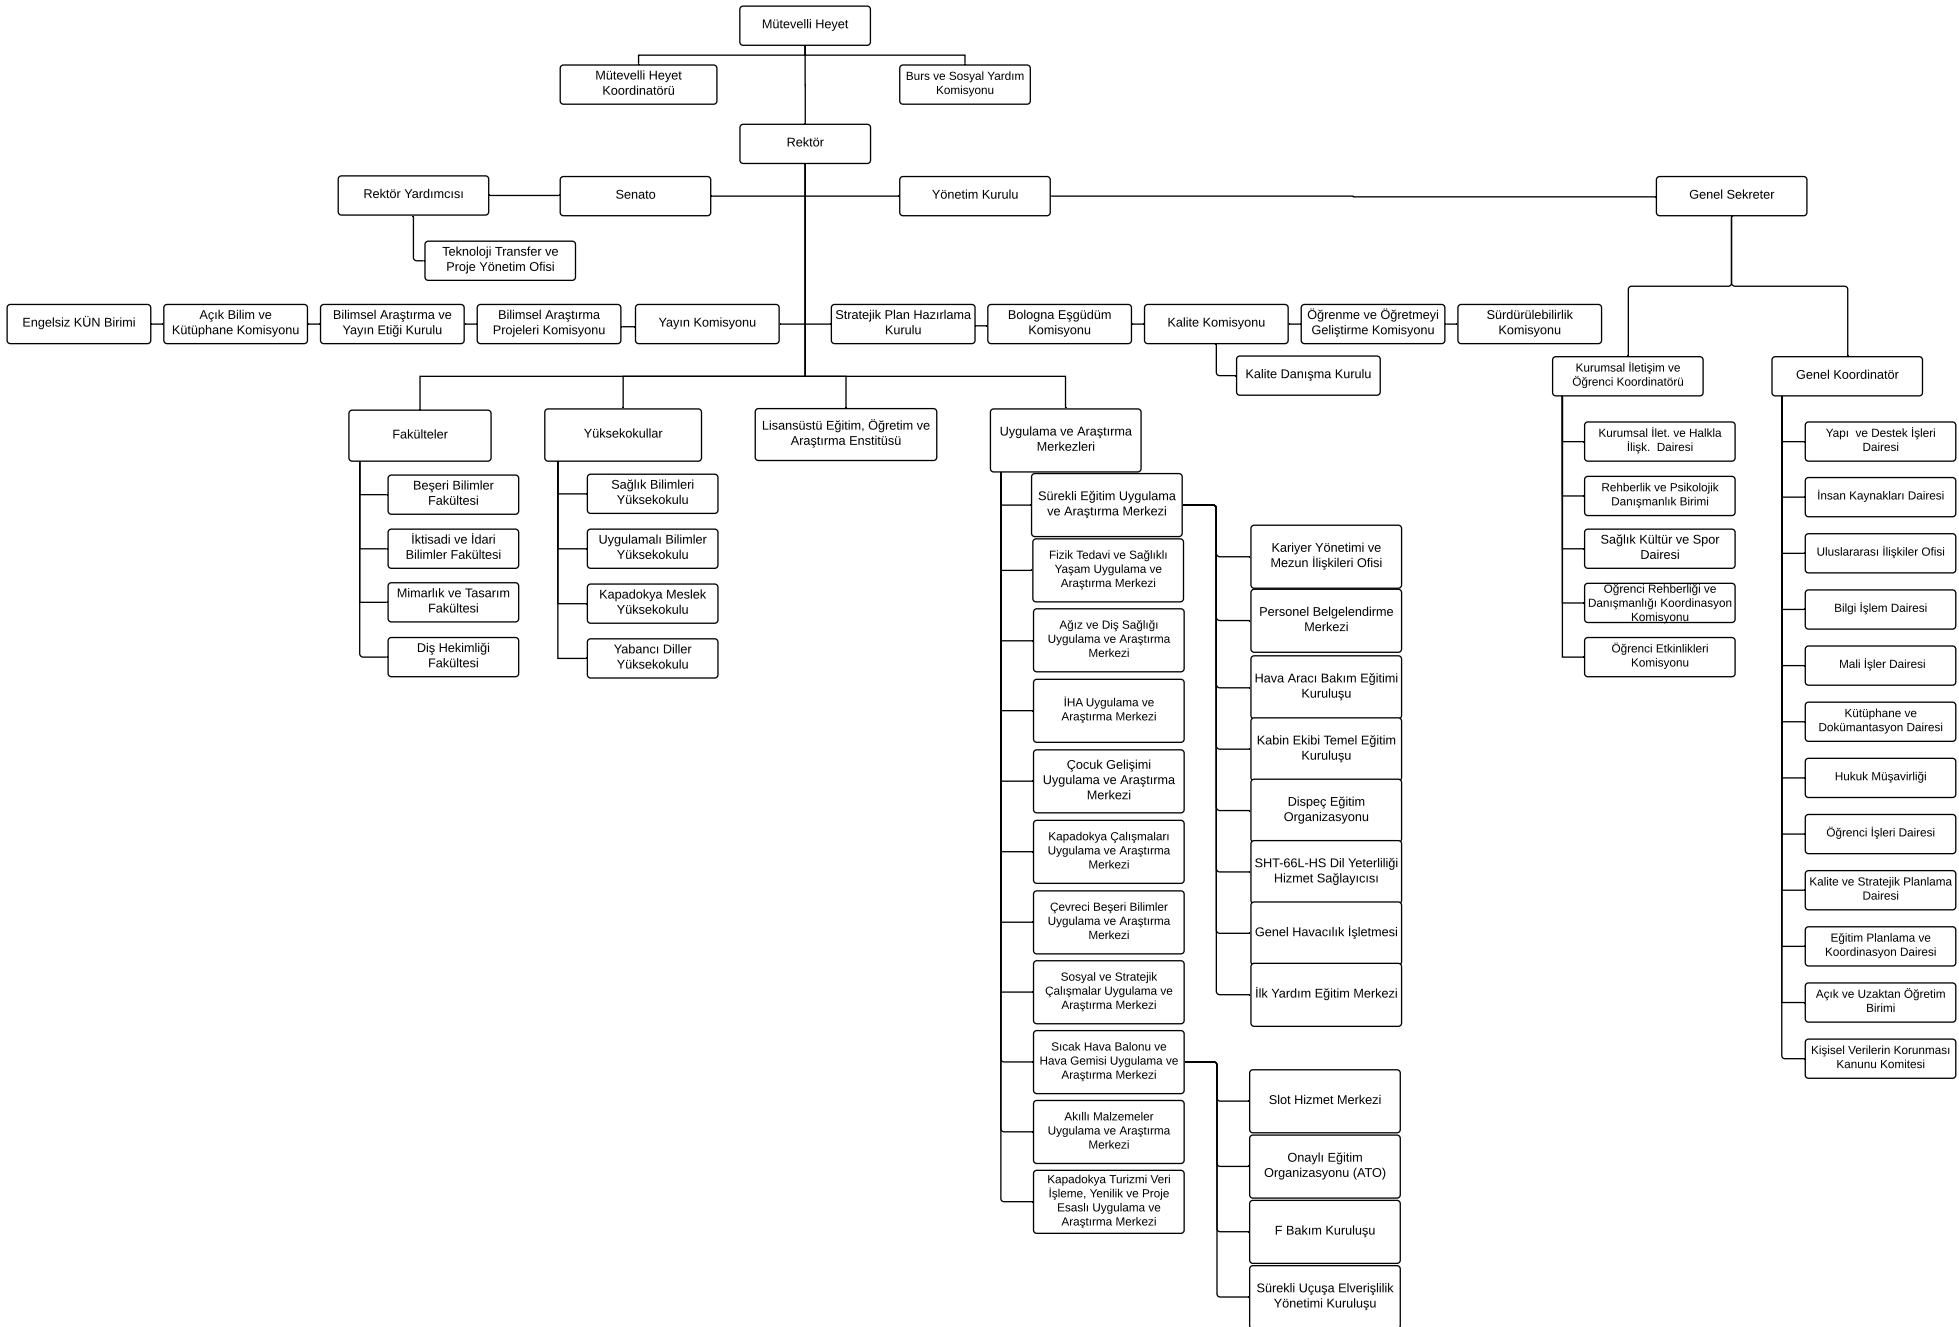 Mütevelli Heyet
Mütevelli Heyet
Koordinatörü
Burs ve Sosyal Yardım
Komisyonu
Rektör
Rektör Yardımcısı
Senato
Yönetim Kurulu
Genel Sekreter
Teknoloji Transfer ve
Proje Yönetim Ofisi
Engelsiz KÜN Birimi
Açık Bilim ve
Kütüphane Komisyonu
Bilimsel Araştırma ve
Yayın Etiği Kurulu
Bilimsel Araştırma
Projeleri Komisyonu
Yayın Komisyonu
Stratejik Plan Hazırlama
Kurulu
Bologna Eşgüdüm
Komisyonu
Kalite Komisyonu
Öğrenme ve Öğretmeyi
Geliştirme Komisyonu
Sürdürülebilirlik
Komisyonu
Kalite Danışma Kurulu
Kurumsal İletişim ve
Öğrenci Koordinatörü
Genel Koordinatör
Fakülteler
Yüksekokullar
Lisansüstü Eğitim, Öğretim ve
Araştırma Enstitüsü
Uygulama ve Araştırma
Merkezleri
Beşeri Bilimler
Fakültesi
İktisadi ve İdari
Bilimler Fakültesi
Mimarlık ve Tasarım
Fakültesi
Diş Hekimliği
Fakültesi
Sağlık Bilimleri
Yüksekokulu
Uygulamalı Bilimler
Yüksekokulu
Kapadokya Meslek
Yüksekokulu
Yabancı Diller
Yüksekokulu
Sürekli Eğitim Uygulama
ve Araştırma Merkezi
Fizik Tedavi ve Sağlıklı
Yaşam Uygulama ve
Araştırma Merkezi
Ağız ve Diş Sağlığı
Uygulama ve Araştırma
Merkezi
İHA Uygulama ve
Araştırma Merkezi
Çocuk Gelişimi
Uygulama ve Araştırma
Merkezi
Kapadokya Çalışmaları
Uygulama ve Araştırma
Merkezi
Çevreci Beşeri Bilimler
Uygulama ve Araştırma
Merkezi
Sosyal ve Stratejik
Çalışmalar Uygulama ve
Araştırma Merkezi
Sıcak Hava Balonu ve
Hava Gemisi Uygulama ve
Araştırma Merkezi
Akıllı Malzemeler
Uygulama ve Araştırma
Merkezi
Kapadokya Turizmi Veri
İşleme, Yenilik ve Proje
Esaslı Uygulama ve
Araştırma Merkezi
Kariyer Yönetimi ve
Mezun İlişkileri Ofisi
Personel Belgelendirme
Merkezi
Hava Aracı Bakım Eğitimi
Kuruluşu
Kabin Ekibi Temel Eğitim
Kuruluşu
Dispeç Eğitim
Organizasyonu
SHT-66L-HS Dil Yeterliliği
Hizmet Sağlayıcısı
Genel Havacılık İşletmesi
İlk Yardım Eğitim Merkezi
Slot Hizmet Merkezi
Onaylı Eğitim
Organizasyonu (ATO)
F Bakım Kuruluşu
Sürekli Uçuşa Elverişlilik
Yönetimi Kuruluşu
Kurumsal İlet. ve Halkla
İlişk. Dairesi
Rehberlik ve Psikolojik
Danışmanlık Birimi
Sağlık Kültür ve Spor
Dairesi
Öğrenci Rehberliği ve
Danışmanlığı Koordinasyon
Komisyonu
Öğrenci Etkinlikleri
Komisyonu
Yapı ve Destek İşleri
Dairesi
İnsan Kaynakları Dairesi
Uluslararası İlişkiler Ofisi
Bilgi İşlem Dairesi
Mali İşler Dairesi
Kütüphane ve
Dokümantasyon Dairesi
Hukuk Müşavirliği
Öğrenci İşleri Dairesi
Kalite ve Stratejik Planlama
Dairesi
Eğitim Planlama ve
Koordinasyon Dairesi
Açık ve Uzaktan Öğretim
Birimi
Kişisel Verilerin Korunması
Kanunu Komitesi